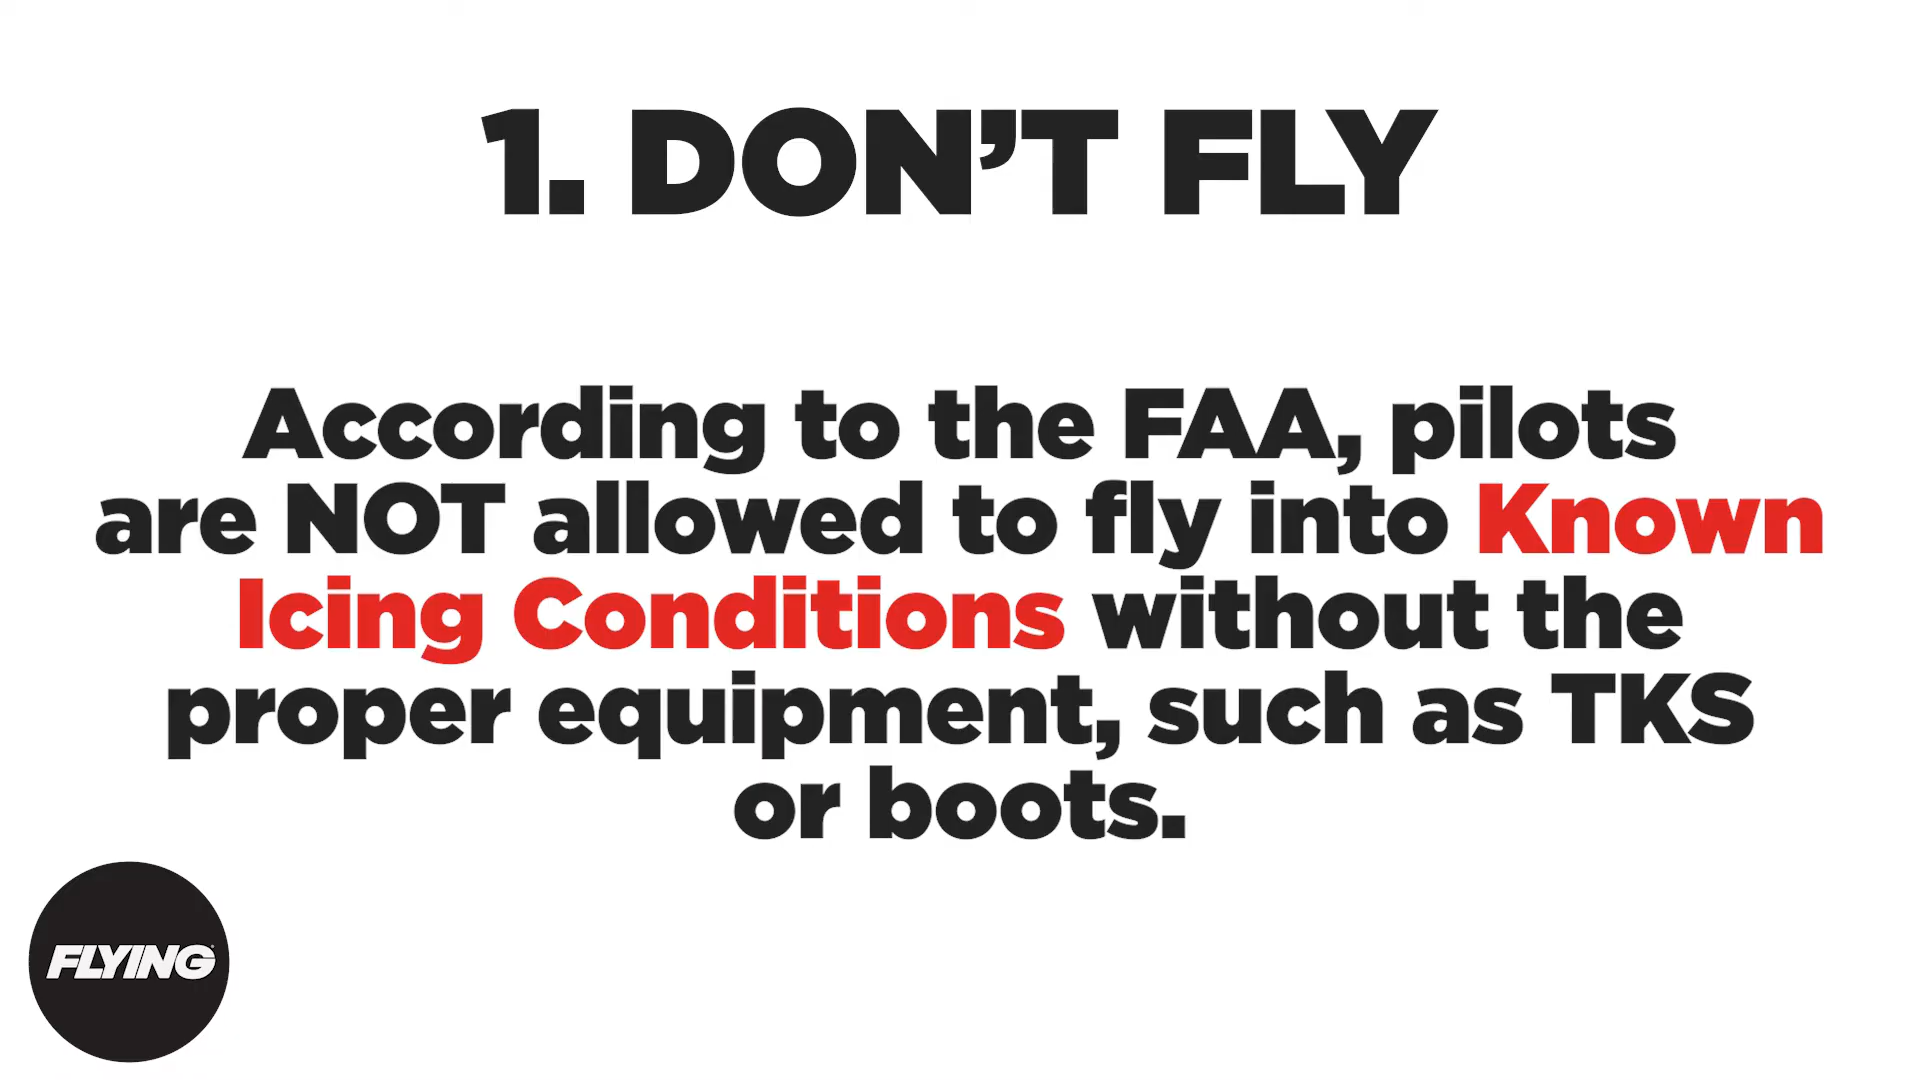 1. DON’T FLY
According to the FAA, pilots
are NOT allowed to fly into Known
Icing Conditions without the
proper equipment, such as TKS
or boots.
FLYING